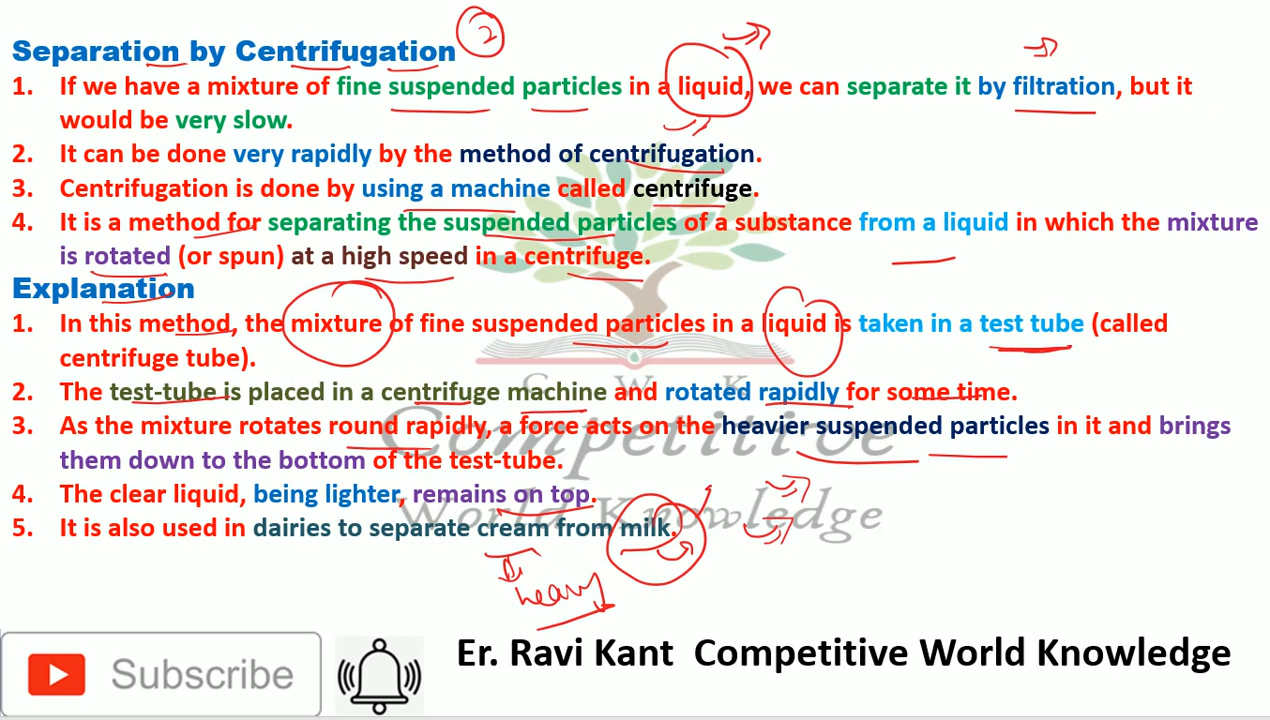 Separation by Centrifugation 2
1. If we have a mixture of fine suspended particles in a liquid, we can separate it by filtration, but it
would be very slow.
2. It can be done very rapidly by the method of centrifugation.
3. Centrifugation is done by using a machine called centrifuge.
4. It is a method for separating the suspended particles of a substance from a liquid in which the mixture
is rotated (or spun) at a high speed in a centrifuge.
Explanation
1. In this method, the mixture of fine suspended particles in a liquid is taken in a test tube (called
centrifuge tube).
C W K
2. The test-tube is placed in a centrifuge machine and rotated rapidly for some time.
Competitive
3. As the mixture rotates round rapidly, a force acts on the heavier suspended particles in it and brings
them down to the bottom of the test-tube.
4. The clear liquid, being lighter, remains on top.
World Knowledge
5. It is also used in dairies to separate cream from milk.
heavy
Subscribe
Er. Ravi Kant Competitive World Knowledge